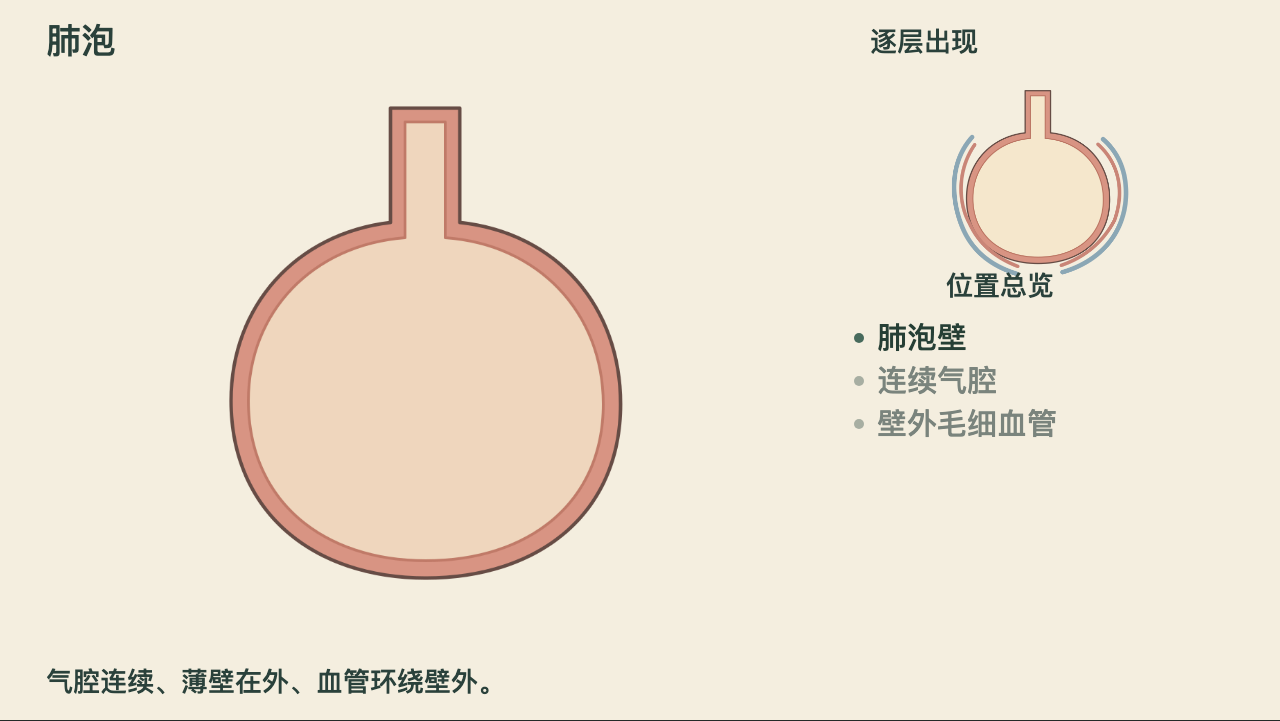 肺泡
逐层出现
位置总览
肺泡壁
连续气腔
壁外毛细血管
气腔连续、薄壁在外、血管环绕壁外。